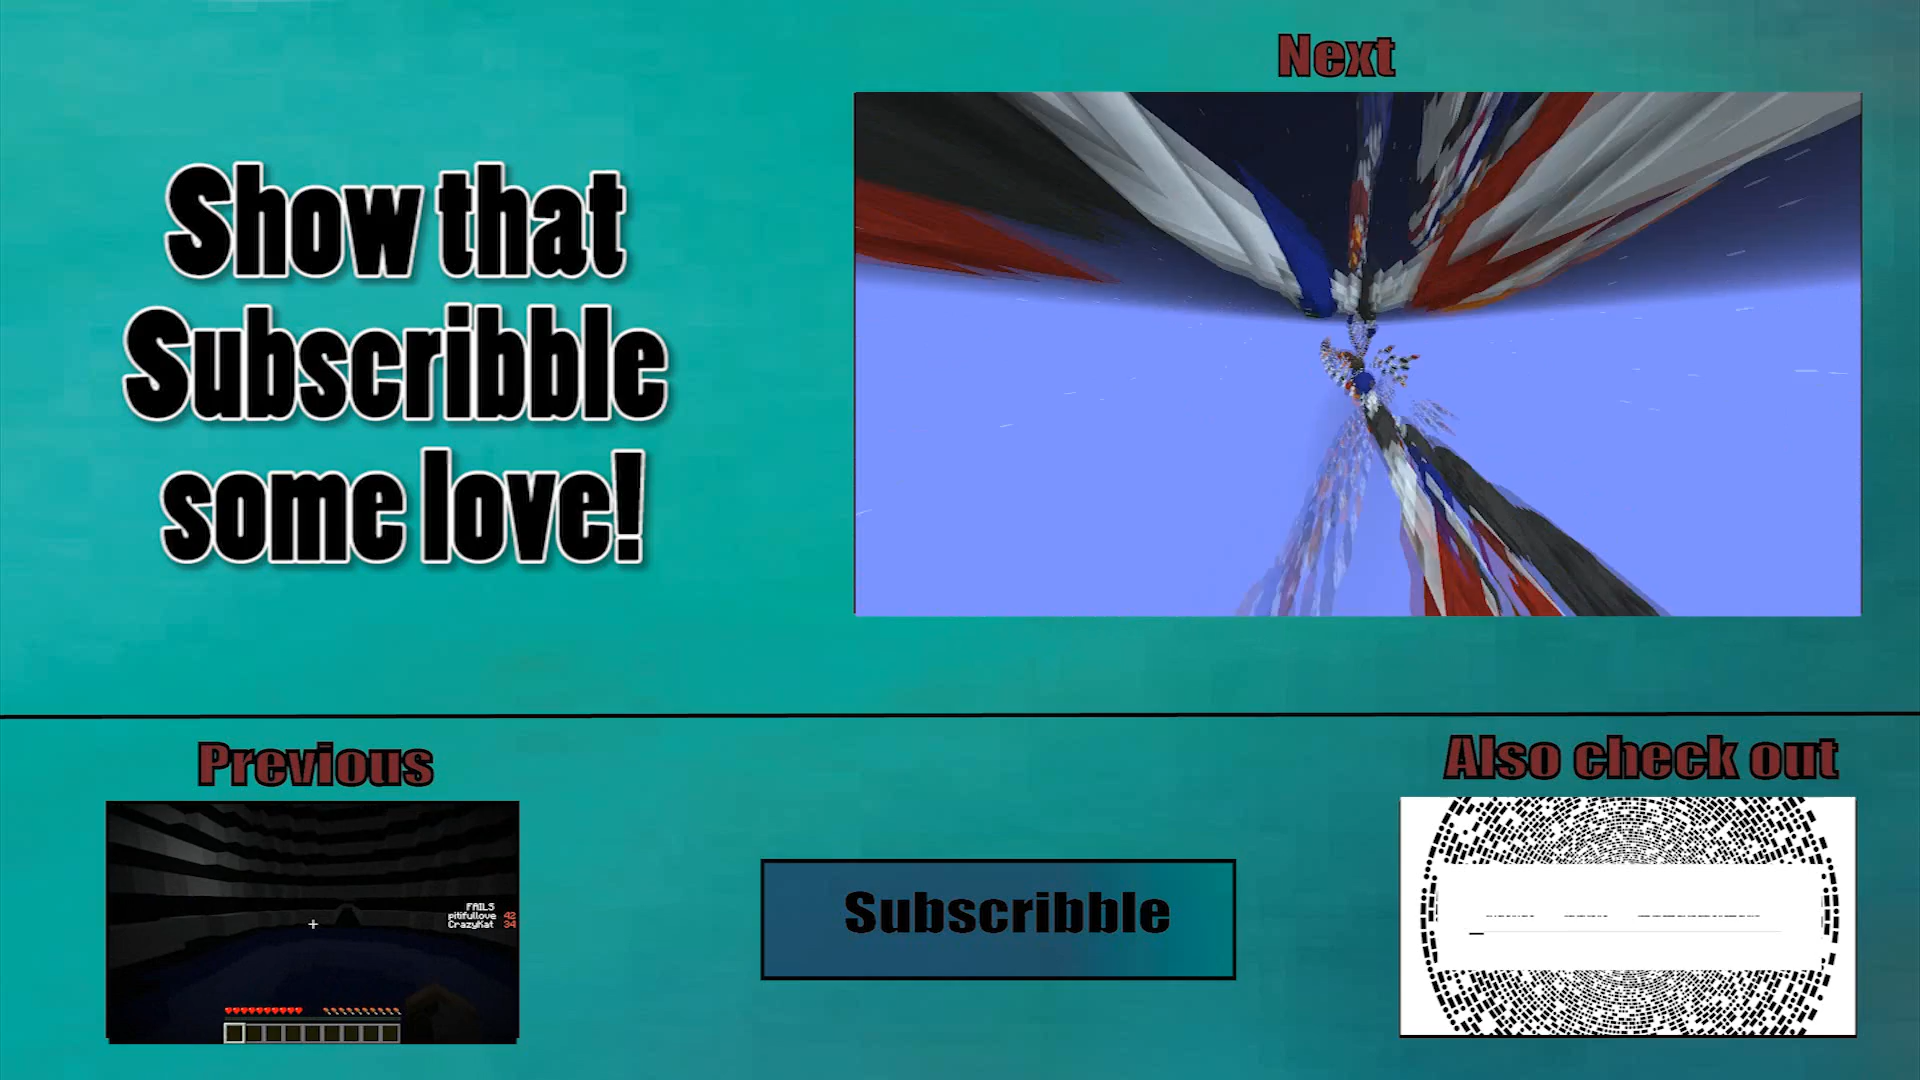 Next
Show that
Subscribble
some love!
Previous
Also check out
FAILS
pitifullove 42
CrazyKat 34
Subscribble